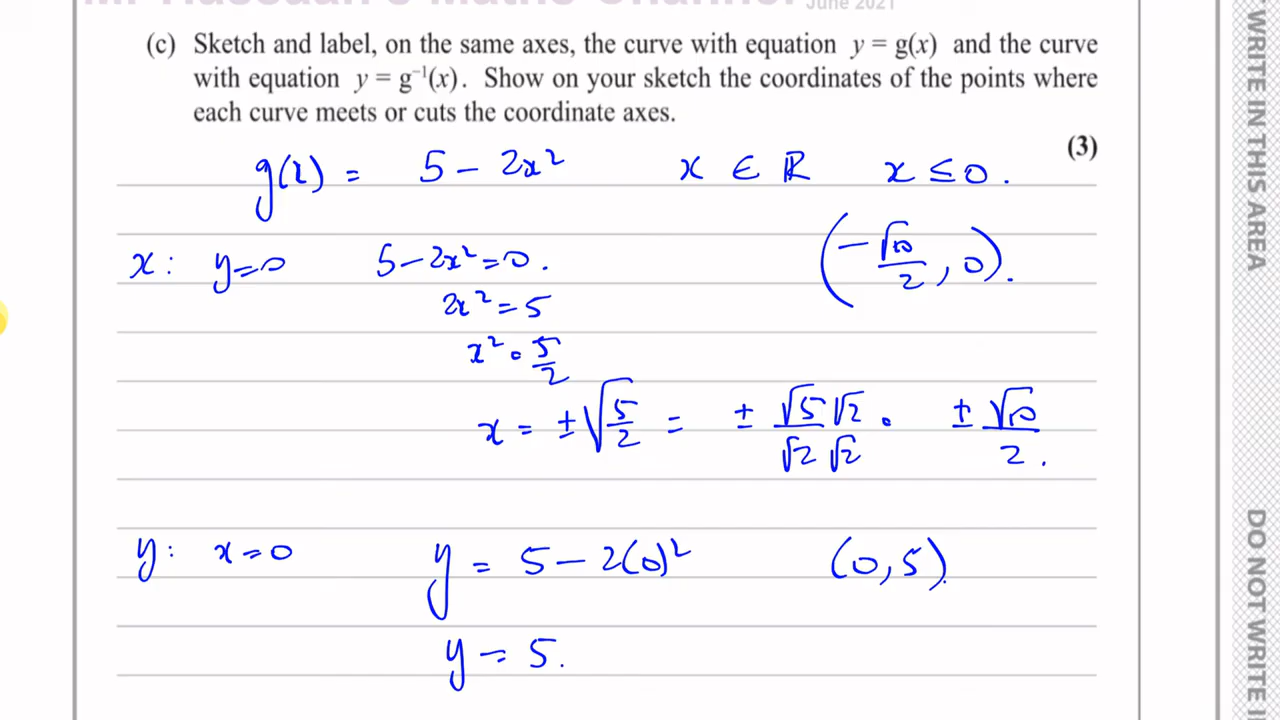 June 2021
(c) Sketch and label, on the same axes, the curve with equation y = g(x) and the curve
with equation y = g⁻¹(x). Show on your sketch the coordinates of the points where
each curve meets or cuts the coordinate axes.
(3)
g(x) = 5 - 2x² x ∈ ℝ x ≤ 0.
x: y=0 5-2x²=0. (-√10/2, 0).
2x² = 5
x² = 5/2
x = ±√(5/2) = ± √5√2/√2√2 = ± √10/2.
y: x=0 y = 5-2(0)² (0,5).
y = 5.
WRITE IN THIS AREA
DO NOT WRITE I